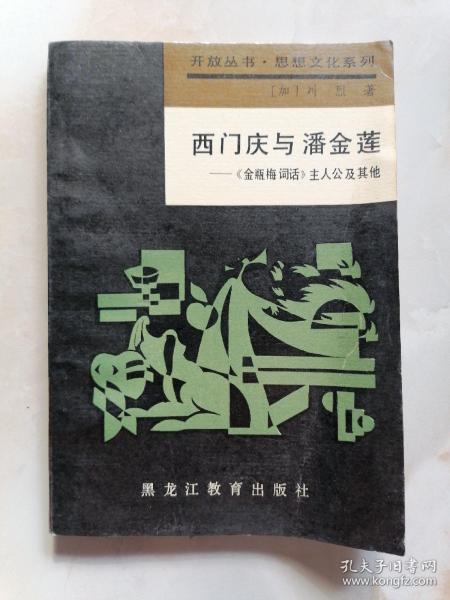 开放丛书·思想文化系列
[加]刘烈 著
西门庆与潘金莲
——《金瓶梅词话》主人公及其他
黑龙江教育出版社
孔夫子旧书网
www.kongfz.com